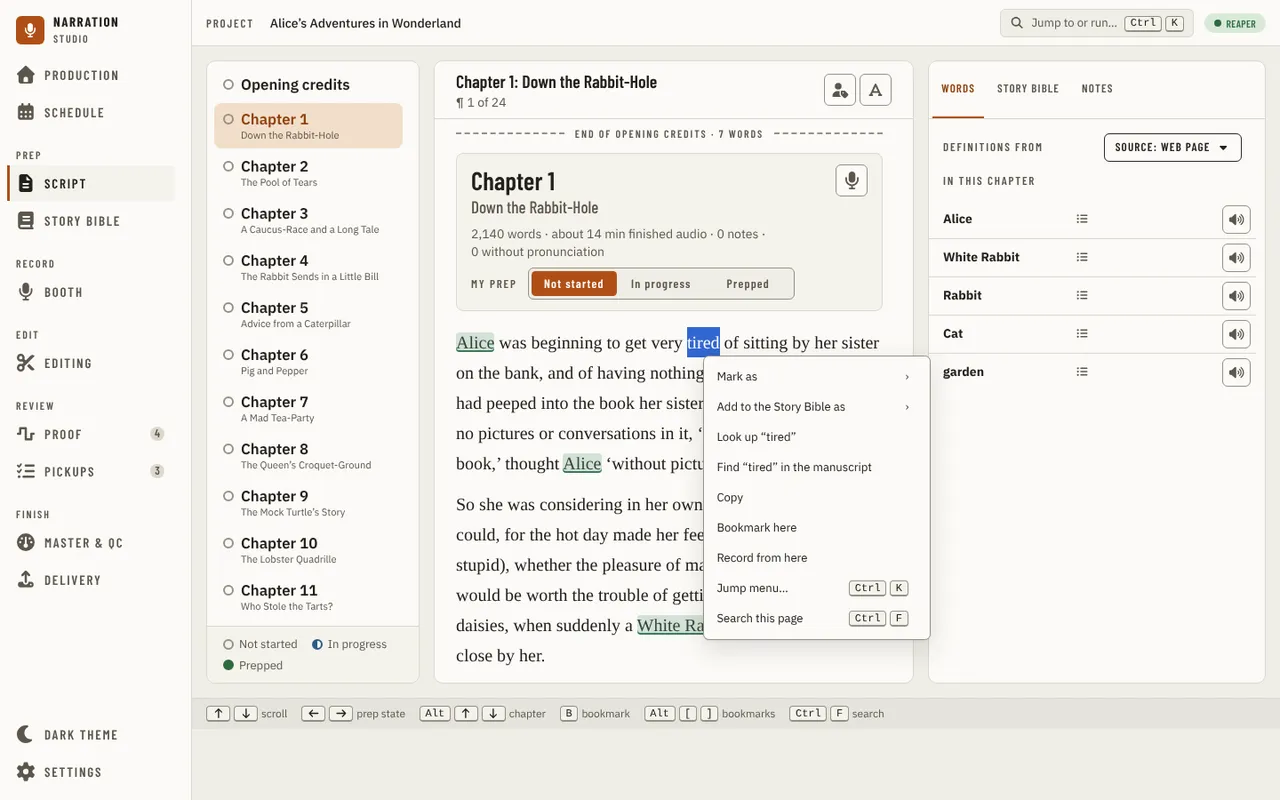 NARRATION
STUDIO
PRODUCTION
SCHEDULE
PREP
SCRIPT
STORY BIBLE
RECORD
BOOTH
EDIT
EDITING
REVIEW
PROOF 4
PICKUPS 3
FINISH
MASTER & QC
DELIVERY
DARK THEME
SETTINGS
PROJECT Alice's Adventures in Wonderland
Jump to or run… Ctrl K
REAPER
Opening credits
Chapter 1
Down the Rabbit-Hole
Chapter 2
The Pool of Tears
Chapter 3
A Caucus-Race and a Long Tale
Chapter 4
The Rabbit Sends in a Little Bill
Chapter 5
Advice from a Caterpillar
Chapter 6
Pig and Pepper
Chapter 7
A Mad Tea-Party
Chapter 8
The Queen's Croquet-Ground
Chapter 9
The Mock Turtle's Story
Chapter 10
The Lobster Quadrille
Chapter 11
Who Stole the Tarts?
Not started In progress
Prepped
Chapter 1: Down the Rabbit-Hole
¶ 1 of 24
A
END OF OPENING CREDITS · 7 WORDS
Chapter 1
Down the Rabbit-Hole
2,140 words · about 14 min finished audio · 0 notes ·
0 without pronunciation
MY PREP Not started In progress Prepped
Alice was beginning to get very tired of sitting by her sister
on the bank, and of having nothing
had peeped into the book her sister
no pictures or conversations in it, ‘
book,’ thought Alice ‘without pictu
So she was considering in her own
could, for the hot day made her fee
stupid), whether the pleasure of ma
would be worth the trouble of getti
daisies, when suddenly a White Ra
close by her.
Mark as ›
Add to the Story Bible as ›
Look up “tired”
Find “tired” in the manuscript
Copy
Bookmark here
Record from here
Jump menu… Ctrl K
Search this page Ctrl F
WORDS STORY BIBLE NOTES
DEFINITIONS FROM SOURCE: WEB PAGE
IN THIS CHAPTER
Alice
White Rabbit
Rabbit
Cat
garden
↑ ↓ scroll ← → prep state Alt ↑ ↓ chapter B bookmark Alt [ ] bookmarks Ctrl F search